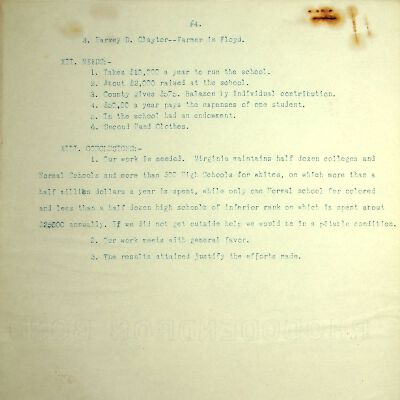 64.
3. Harvey D. Claytor--Farmer in Floyd.
XII. NEEDS:-
1. Takes $10,000 a year to run the school.
2. About $2,000 raised at the school.
3. County gives $575. Balance by individual contribution.
4. $50.00 a year pays the expenses of one student.
5. In the school had an endowment.
6. Second Hand Clothes.
XIII. CONCLUSIONS:-
1. Our work is needed. Virginia maintains half dozen colleges and
Normal Schools and more than 500 High Schools for whites, on which more than a
half million dollars a year is spent, while only one Normal school for colored
and less than a half dozen high schools of inferior rank on which is spent about
$25000 annually. If we did not get outside help we would be in a pitable condition.
2. Our work meets with general favor.
3. The results attained justify the efforts made.